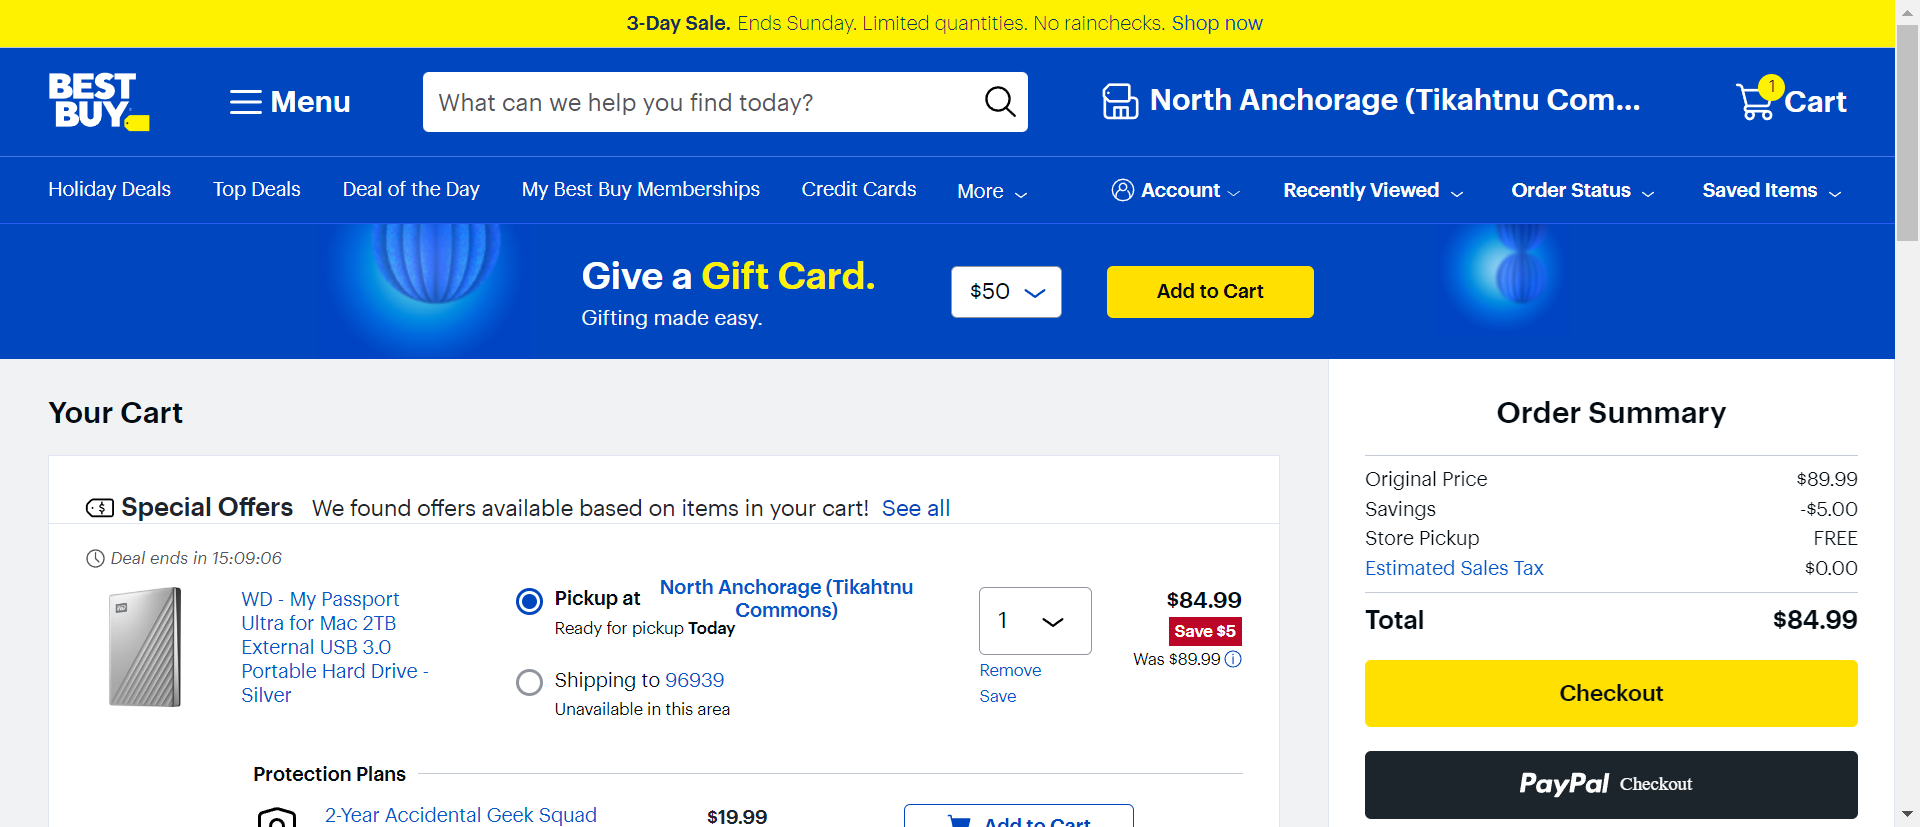 3-Day Sale. Ends Sunday. Limited quantities. No rainchecks. Shop now
BEST BUY
Menu
What can we help you find today?
North Anchorage (Tikahtnu Com...
1
Cart
Holiday Deals
Top Deals
Deal of the Day
My Best Buy Memberships
Credit Cards
More
Account
Recently Viewed
Order Status
Saved Items
Give a Gift Card.
Gifting made easy.
$50
Add to Cart
Your Cart
Special Offers We found offers available based on items in your cart! See all
Deal ends in 15:09:06
WD
WD - My Passport
Ultra for Mac 2TB
External USB 3.0
Portable Hard Drive -
Silver
Pickup at North Anchorage (Tikahtnu
Commons)
Ready for pickup Today
Shipping to 96939
Unavailable in this area
1
Remove
Save
$84.99
Save $5
Was $89.99
Protection Plans
2-Year Accidental Geek Squad
$19.99
Add to Cart
Order Summary
Original Price $89.99
Savings -$5.00
Store Pickup FREE
Estimated Sales Tax $0.00
Total $84.99
Checkout
PayPal Checkout